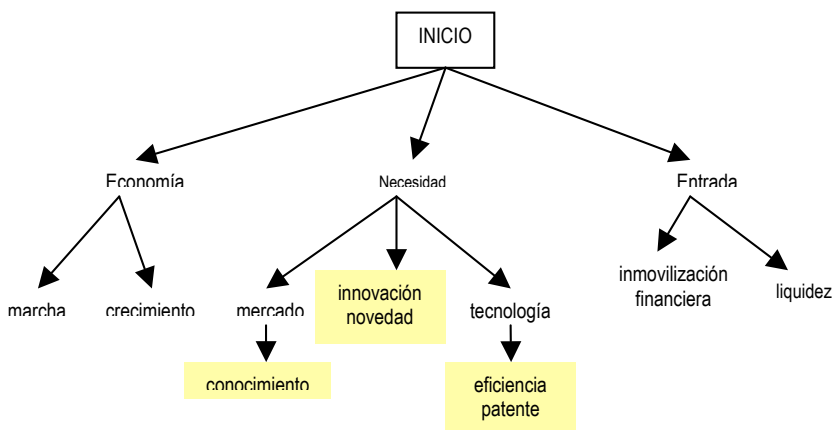 INICIO
Economía
Necesidad
Entrada
marcha
crecimiento
mercado
innovación
novedad
tecnología
inmovilización
financiera
liquidez
conocimiento
eficiencia
patente